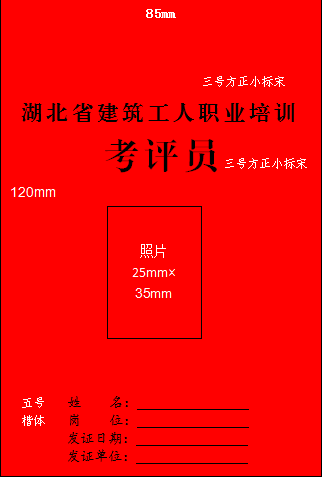 85mm
三号方正小标宋
湖北省建筑工人职业培训
考评员 三号方正小标宋
120mm
照片
25mm×
35mm
五号 姓 名：
楷体 岗 位：
发证日期：
发证单位：